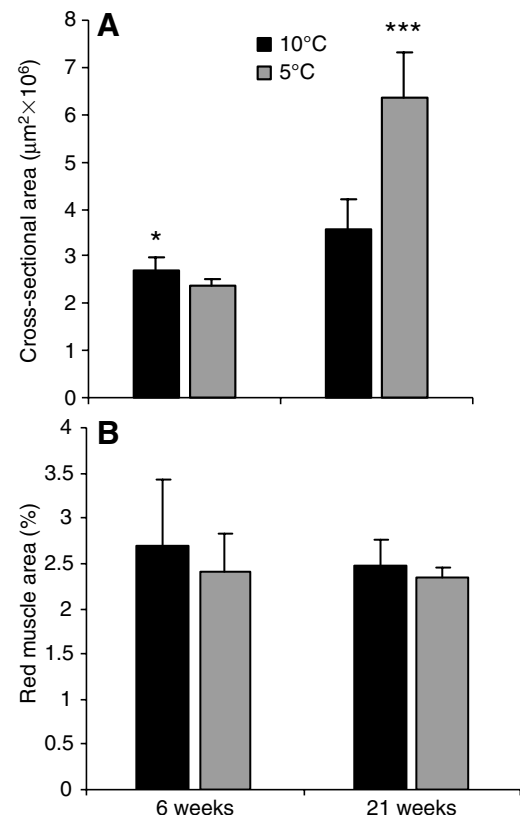 A
***
10°C
5°C
*
Cross-sectional area (μm²×10⁶)
8
7
6
5
4
3
2
1
0
B
Red muscle area (%)
4
3.5
3
2.5
2
1.5
1
0.5
0
6 weeks
21 weeks